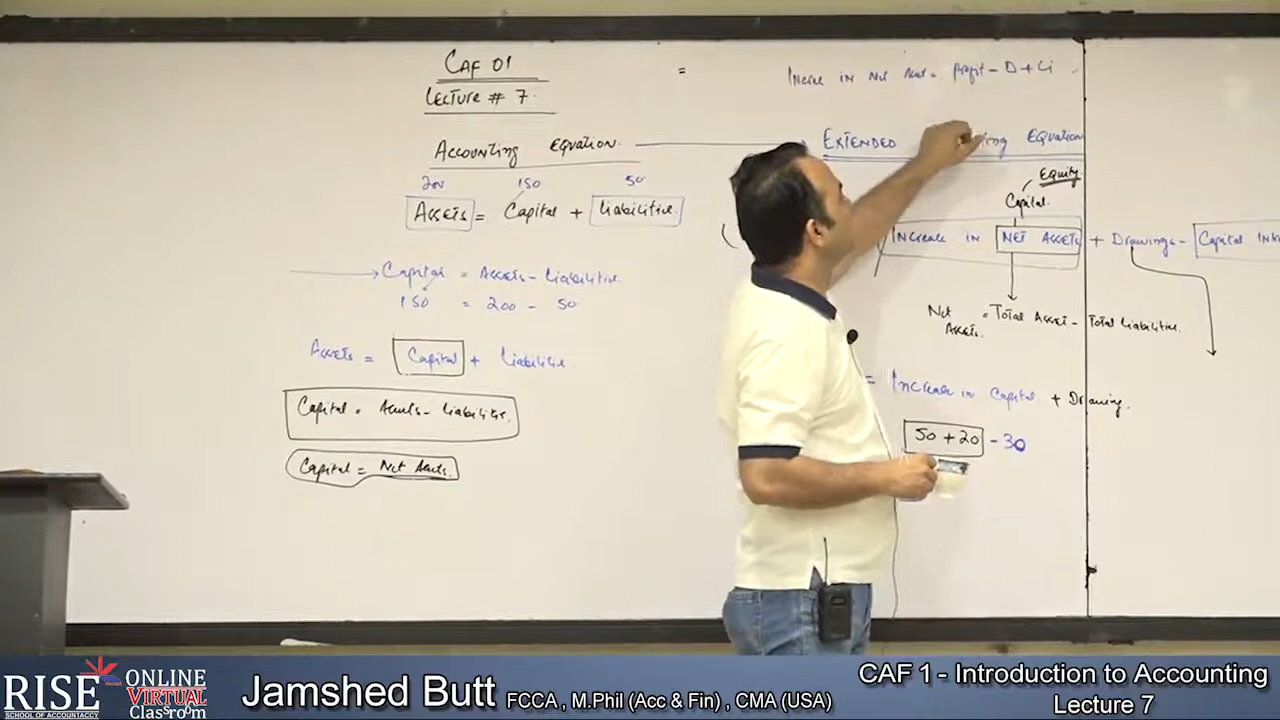 CAF 01
Lecture # 7
Accounting Equation
200 150 50
Assets = Capital + Liabilities
Capital = Assets - Liabilities
150 = 200 - 50
Assets = Capital + Liabilities
Capital = Assets - Liabilities
Capital = Net Assets
= Increase in Net Asset = Profit - D + Ci
EXTENDED Equation
Equity
Capital
Increase in NET ASSETS + Drawings - Capital
Net Assets = Total Asset - Total Liabilities
= Increase in Capital + Drawing
50 + 20 - 30
RISE ONLINE VIRTUAL Classroom
SCHOOL OF ACCOUNTANCY
Jamshed Butt FCCA , M.Phil (Acc & Fin) , CMA (USA)
CAF 1 - Introduction to Accounting
Lecture 7